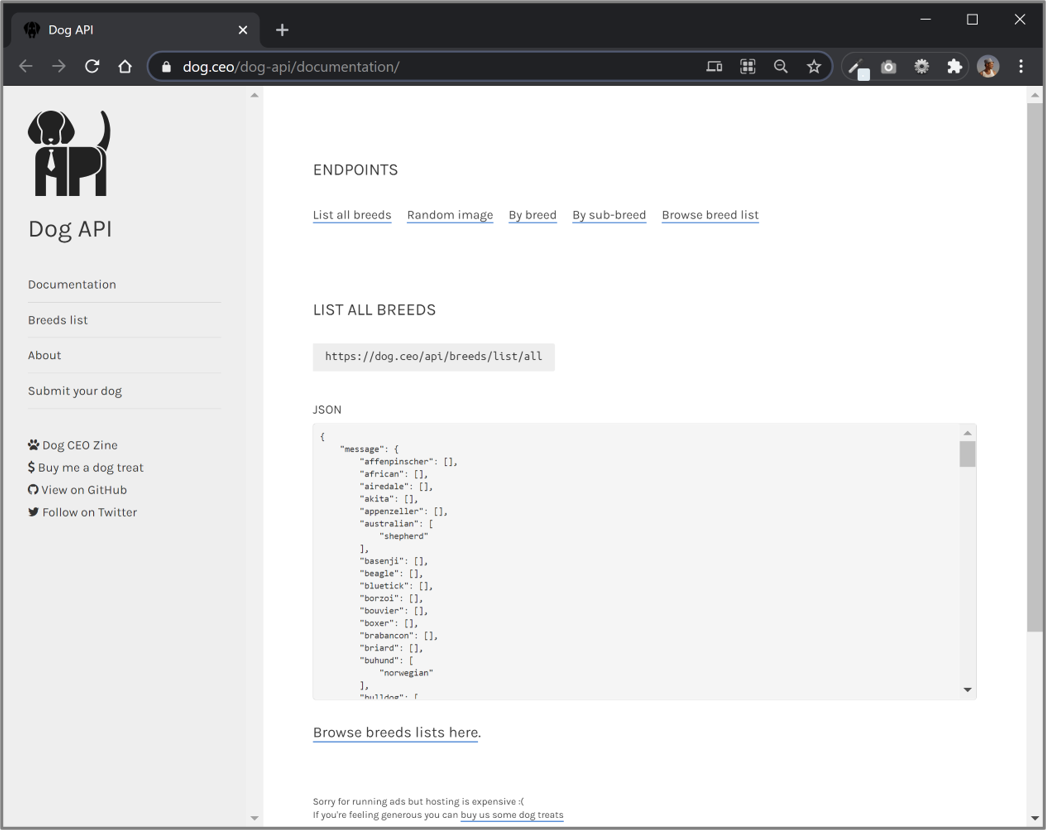 Dog API
dog.ceo/dog-api/documentation/
API
Dog API
Documentation
Breeds list
About
Submit your dog
Dog CEO Zine
Buy me a dog treat
View on GitHub
Follow on Twitter
ENDPOINTS
List all breeds Random image By breed By sub-breed Browse breed list
LIST ALL BREEDS
https://dog.ceo/api/breeds/list/all
JSON
{
"message": {
"affenpinscher": [],
"african": [],
"airedale": [],
"akita": [],
"appenzeller": [],
"australian": [
"shepherd"
],
"basenji": [],
"beagle": [],
"bluetick": [],
"borzoi": [],
"bouvier": [],
"boxer": [],
"brabancon": [],
"briard": [],
"buhund": [
"norwegian"
],
"bulldog": [
Browse breeds lists here.
Sorry for running ads but hosting is expensive :(
If you're feeling generous you can buy us some dog treats